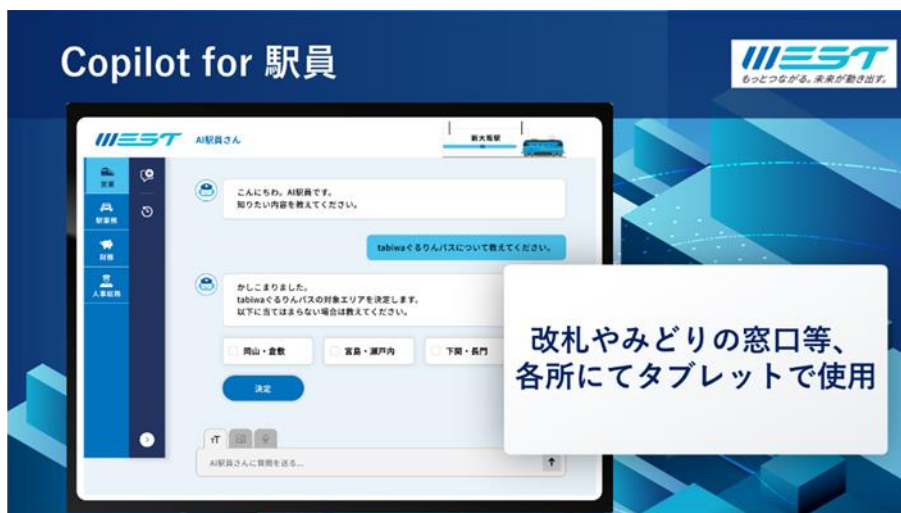 Copilot for 駅員
WEST
もっとつながる。未来が動き出す。
WEST AI駅員さん
新大阪駅
営業
駅業務
財務
人事総務
こんにちわ、AI駅員です。
知りたい内容を教えてください。
tabiwaぐるりんパスについて教えてください。
かしこまりました。
tabiwaぐるりんパスの対象エリアを決定します。
以下に当てはまらない場合は教えてください。
岡山・倉敷
宮島・瀬戸内
下関・長門
決定
改札やみどりの窓口等、
各所にてタブレットで使用
TT
AI駅員さんに質問を送る...